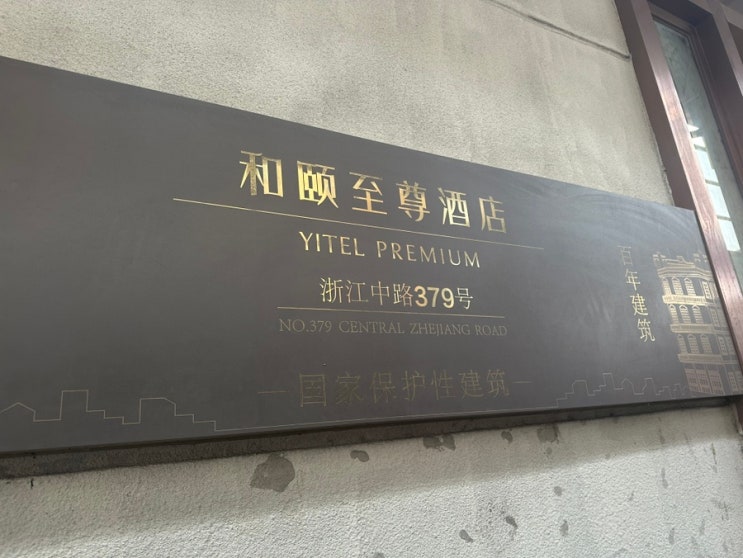 和颐至尊酒店
YITEL PREMIUM
浙江中路379号
NO.379 CENTRAL ZHEJIANG ROAD
国家保护性建筑
百年建筑